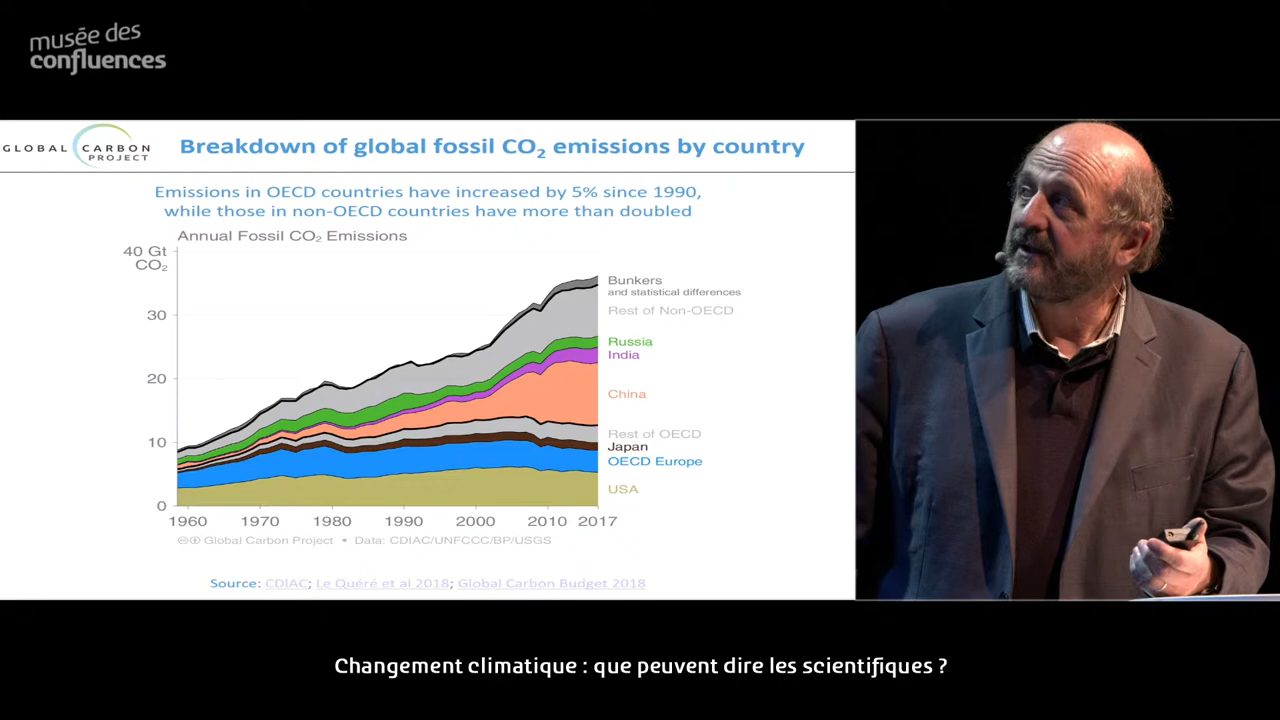 musée des
confluences
GLOBAL CARBON
PROJECT
Breakdown of global fossil CO₂ emissions by country
Emissions in OECD countries have increased by 5% since 1990,
while those in non-OECD countries have more than doubled
Annual Fossil CO₂ Emissions
40 Gt
CO₂
30
20
10
0
Bunkers
and statistical differences
Rest of Non-OECD
Russia
India
China
Rest of OECD
Japan
OECD Europe
USA
1960 1970 1980 1990 2000 2010 2017
Global Carbon Project • Data: CDIAC/UNFCCC/BP/USGS
Source: CDIAC; Le Quéré et al 2018; Global Carbon Budget 2018
Changement climatique : que peuvent dire les scientifiques ?